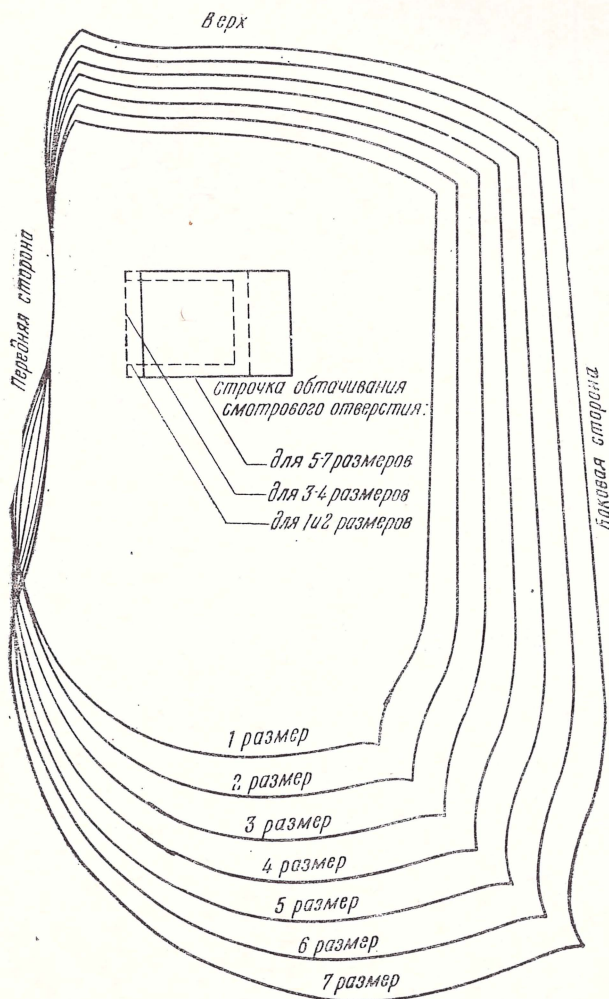 Верх
Передняя сторона
строчка обтачивания
смотрового отверстия:
для 5-7 размеров
для 3-4 размеров
для 1 и 2 размеров
Боковая сторона
1 размер
2 размер
3 размер
4 размер
5 размер
6 размер
7 размер